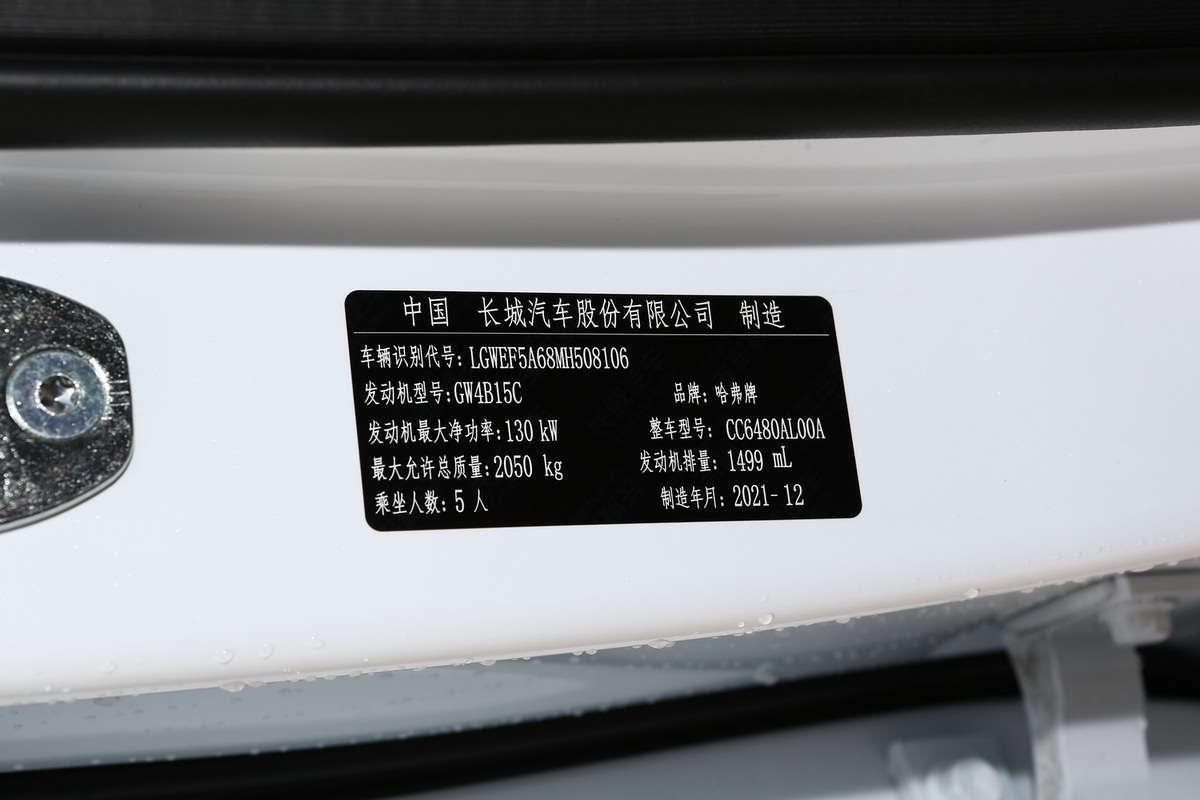 中国 长城汽车股份有限公司 制造
车辆识别代号: LGWEF5A68MH508106
发动机型号: GW4B15C 品牌: 哈弗牌
发动机最大净功率: 130 kW 整车型号: CC6480AL00A
最大允许总质量: 2050 kg 发动机排量: 1499 mL
乘坐人数: 5 人 制造年月: 2021-12